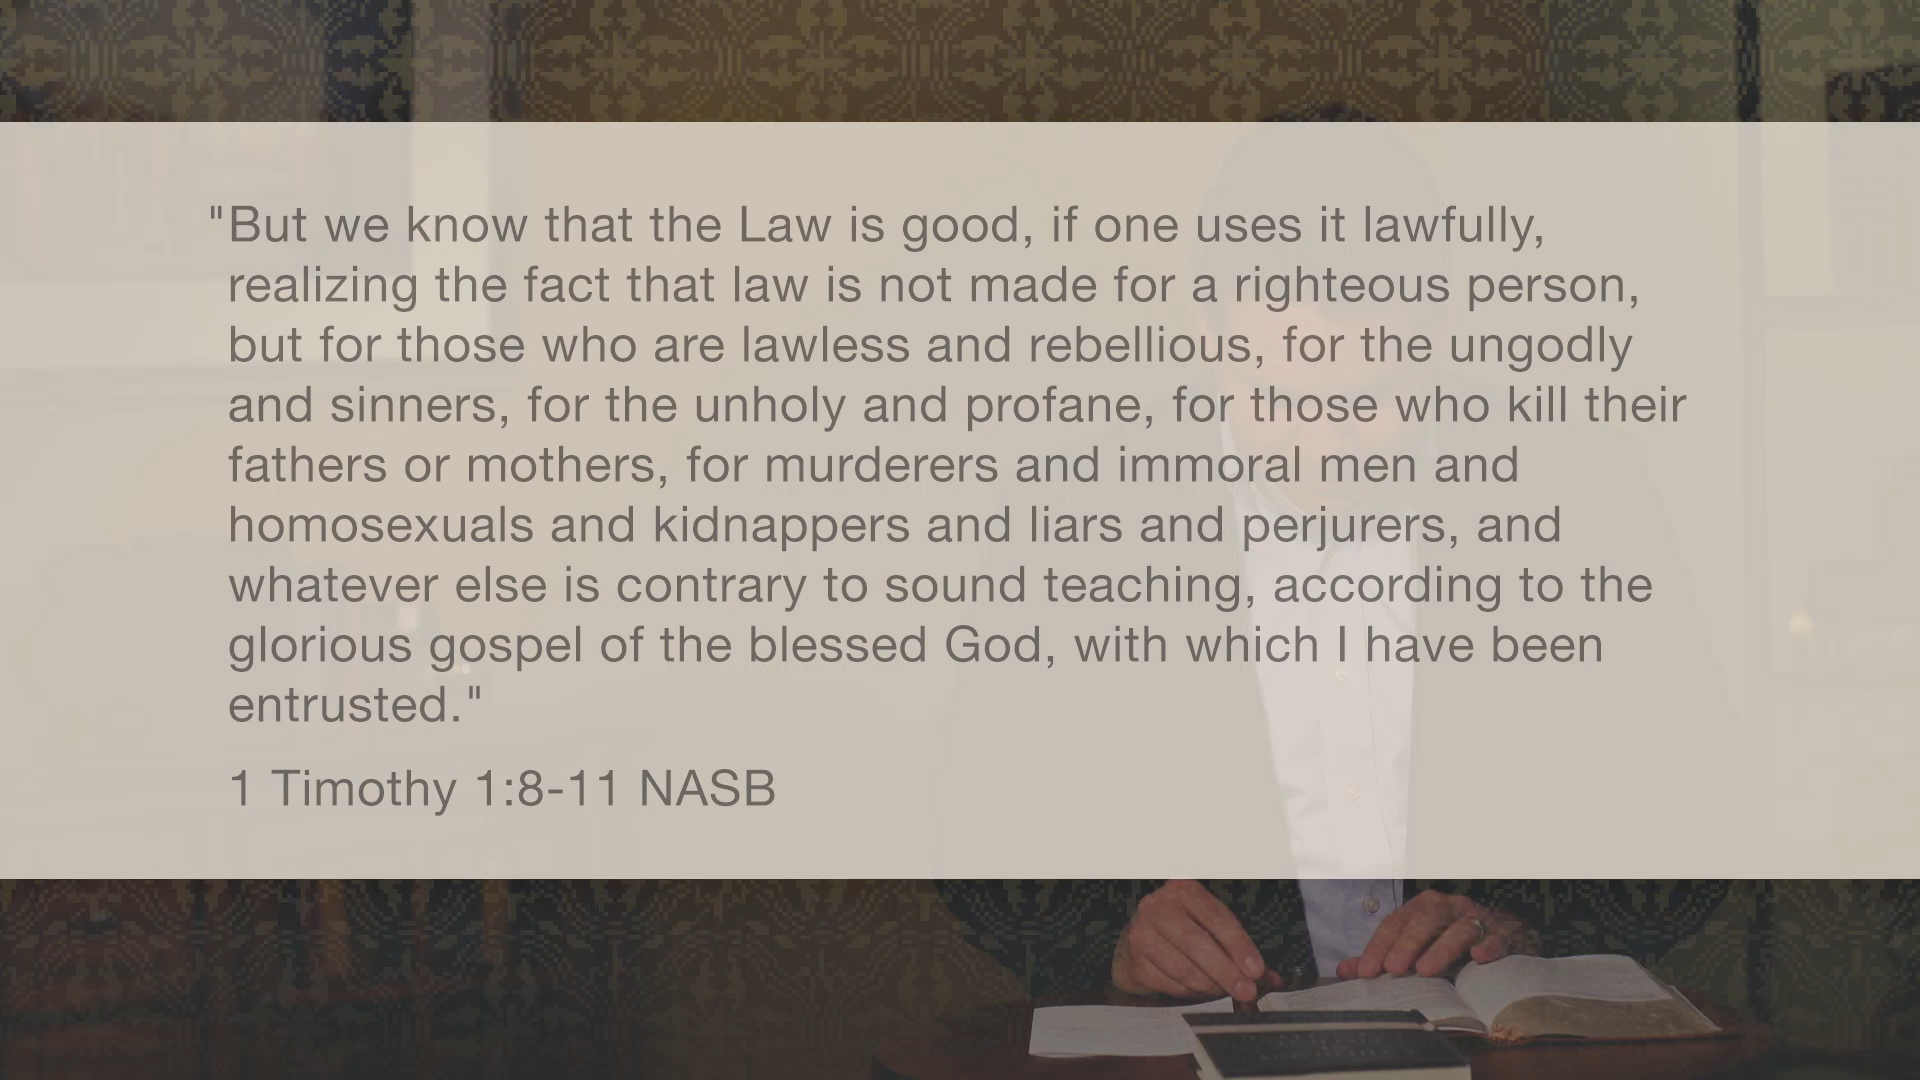 "But we know that the Law is good, if one uses it lawfully,
realizing the fact that law is not made for a righteous person,
but for those who are lawless and rebellious, for the ungodly
and sinners, for the unholy and profane, for those who kill their
fathers or mothers, for murderers and immoral men and
homosexuals and kidnappers and liars and perjurers, and
whatever else is contrary to sound teaching, according to the
glorious gospel of the blessed God, with which I have been
entrusted."
1 Timothy 1:8-11 NASB